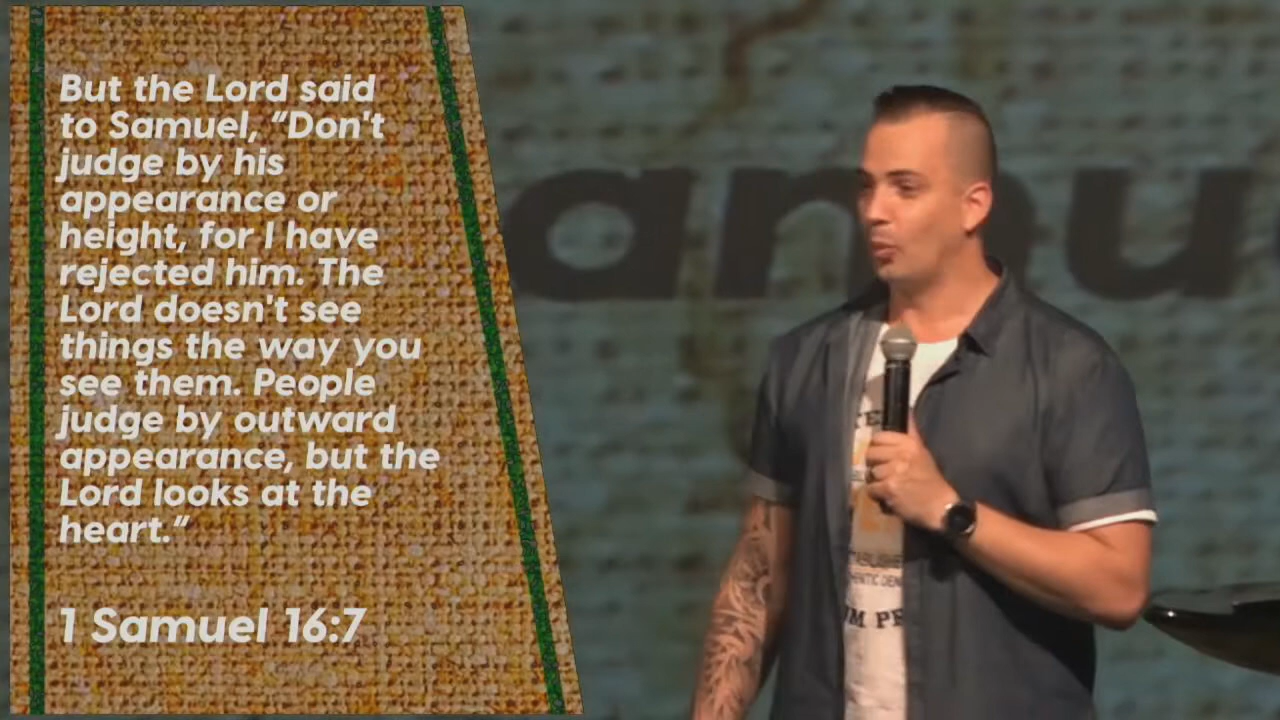 But the Lord said
to Samuel, "Don't
judge by his
appearance or
height, for I have
rejected him. The
Lord doesn't see
things the way you
see them. People
judge by outward
appearance, but the
Lord looks at the
heart."
1 Samuel 16:7